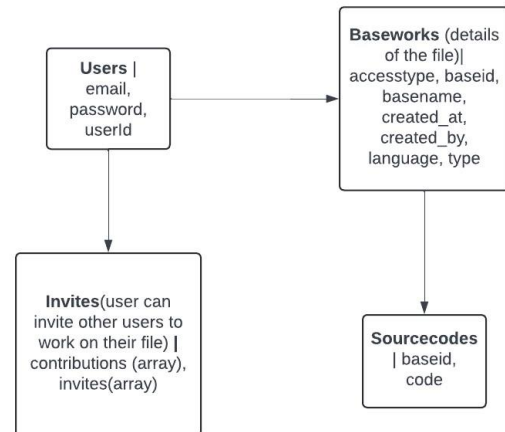 Users |
email,
password,
userId
Baseworks (details
of the file)|
accesstype, baseid,
basename,
created_at,
created_by,
language, type
Invites(user can
invite other users to
work on their file) |
contributions (array),
invites(array)
Sourcecodes
| baseid,
code